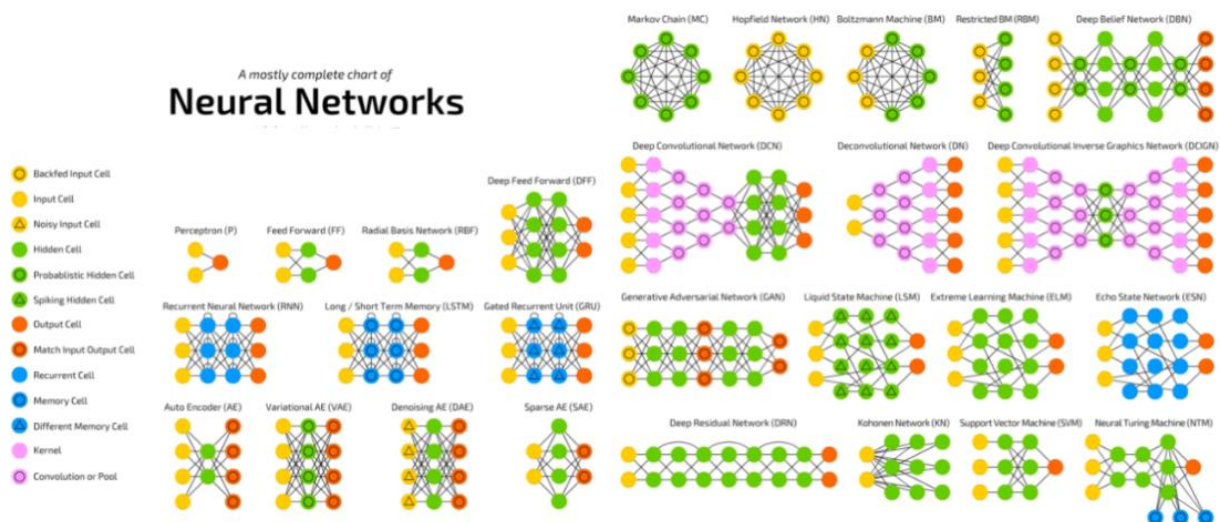 A mostly complete chart of
Neural Networks
Backfed Input Cell
Input Cell
Noisy Input Cell
Hidden Cell
Probablistic Hidden Cell
Spiking Hidden Cell
Output Cell
Match Input Output Cell
Recurrent Cell
Memory Cell
Different Memory Cell
Kernel
Convolution or Pool
Perceptron (P)
Feed Forward (FF)
Radial Basis Network (RBF)
Deep Feed Forward (DFF)
Recurrent Neural Network (RNN)
Long / Short Term Memory (LSTM)
Gated Recurrent Unit (GRU)
Auto Encoder (AE)
Variational AE (VAE)
Denoising AE (DAE)
Sparse AE (SAE)
Markov Chain (MC)
Hopfield Network (HN)
Boltzmann Machine (BM)
Restricted BM (RBM)
Deep Belief Network (DBN)
Deep Convolutional Network (DCN)
Deconvolutional Network (DN)
Deep Convolutional Inverse Graphics Network (DCIGN)
Generative Adversarial Network (GAN)
Liquid State Machine (LSM)
Extreme Learning Machine (ELM)
Echo State Network (ESN)
Deep Residual Network (DRN)
Kohonen Network (KN)
Support Vector Machine (SVM)
Neural Turing Machine (NTM)